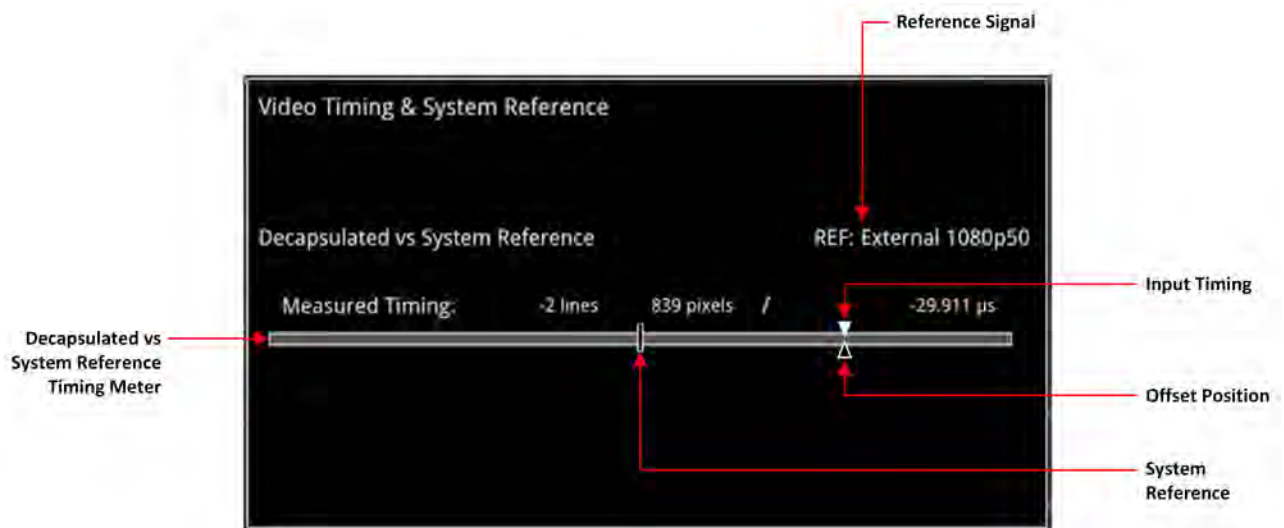 Reference Signal
Video Timing & System Reference
Decapsulated vs System Reference REF: External 1080p50
Measured Timing: -2 lines 839 pixels / -29.911 µs
Input Timing
Decapsulated vs
System Reference
Timing Meter
Offset Position
System
Reference